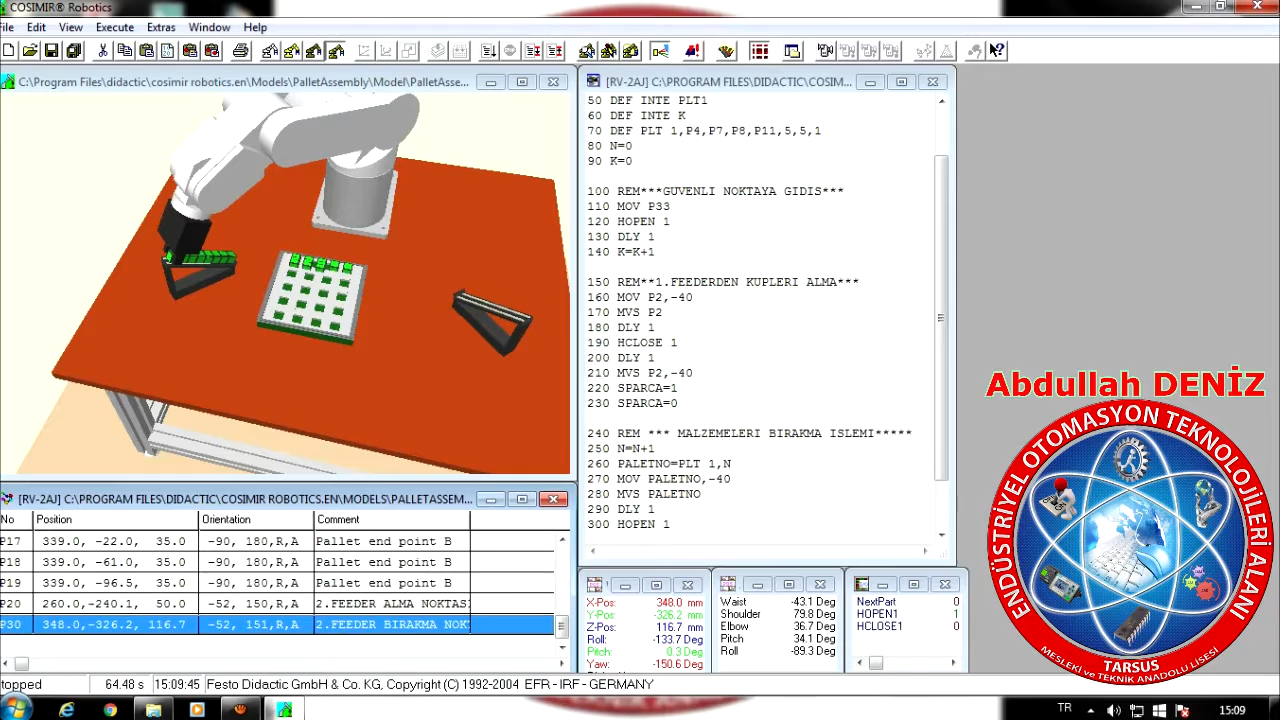 COSIMIR® Robotics
File Edit View Execute Extras Window Help
C:\Program Files\didactic\cosimir robotics.en\Models\PalletAssembly\Model\PalletAsse...
[RV-2AJ] C:\PROGRAM FILES\DIDACTIC\COSIM...
50 DEF INTE PLT1
60 DEF INTE K
70 DEF PLT 1,P4,P7,P8,P11,5,5,1
80 N=0
90 K=0
100 REM***GUVENLI NOKTAYA GIDIS***
110 MOV P33
120 HOPEN 1
130 DLY 1
140 K=K+1
150 REM**1.FEEDERDEN KUPLERI ALMA***
160 MOV P2,-40
170 MVS P2
180 DLY 1
190 HCLOSE 1
200 DLY 1
210 MVS P2,-40
220 SPARCA=1
230 SPARCA=0
240 REM *** MALZEMELERI BIRAKMA ISLEMI*****
250 N=N+1
260 PALETNO=PLT 1,N
270 MOV PALETNO,-40
280 MVS PALETNO
290 DLY 1
300 HOPEN 1
[RV-2AJ] C:\PROGRAM FILES\DIDACTIC\COSIMIR ROBOTICS.EN\MODELS\PALLETASSEM...
No Position Orientation Comment
P17 339.0, -22.0, 35.0 -90, 180,R,A Pallet end point B
P18 339.0, -61.0, 35.0 -90, 180,R,A Pallet end point B
P19 339.0, -96.5, 35.0 -90, 180,R,A Pallet end point B
P20 260.0,-240.1, 50.0 -52, 150,R,A 2.FEEDER ALMA NOKTAS
P30 348.0,-326.2, 116.7 -52, 151,R,A 2.FEEDER BIRAKMA NOK
X-Pos: 348.0 mm
Y-Pos: -326.2 mm
Z-Pos: 116.7 mm
Roll: -133.7 Deg
Pitch: 0.3 Deg
Yaw: -150.6 Deg
Waist -43.1 Deg
Shoulder -79.8 Deg
Elbow 36.7 Deg
Pitch 34.1 Deg
Roll -89.3 Deg
NextPart 0
HOPEN1 1
HCLOSE1 0
Abdullah DENİZ
ENDÜSTRİYEL OTOMASYON TEKNOLOJİLERİ ALANI
TARSUS
MESLEKİ ve TEKNİK ANADOLU LİSESİ
topped 64.48 s 15:09:45 Festo Didactic GmbH & Co. KG, Copyright (C) 1992-2004 EFR - IRF - GERMANY
TR 15:09